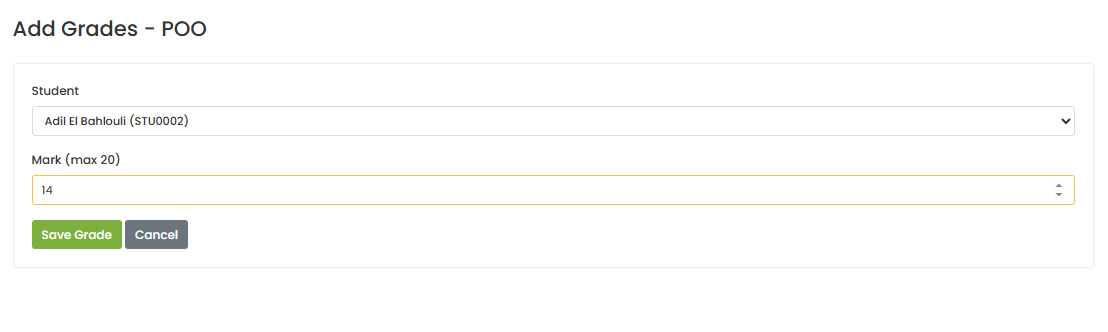 Add Grades - POO
Student
Adil El Bahlouli (STU0002)
Mark (max 20)
14
Save Grade Cancel